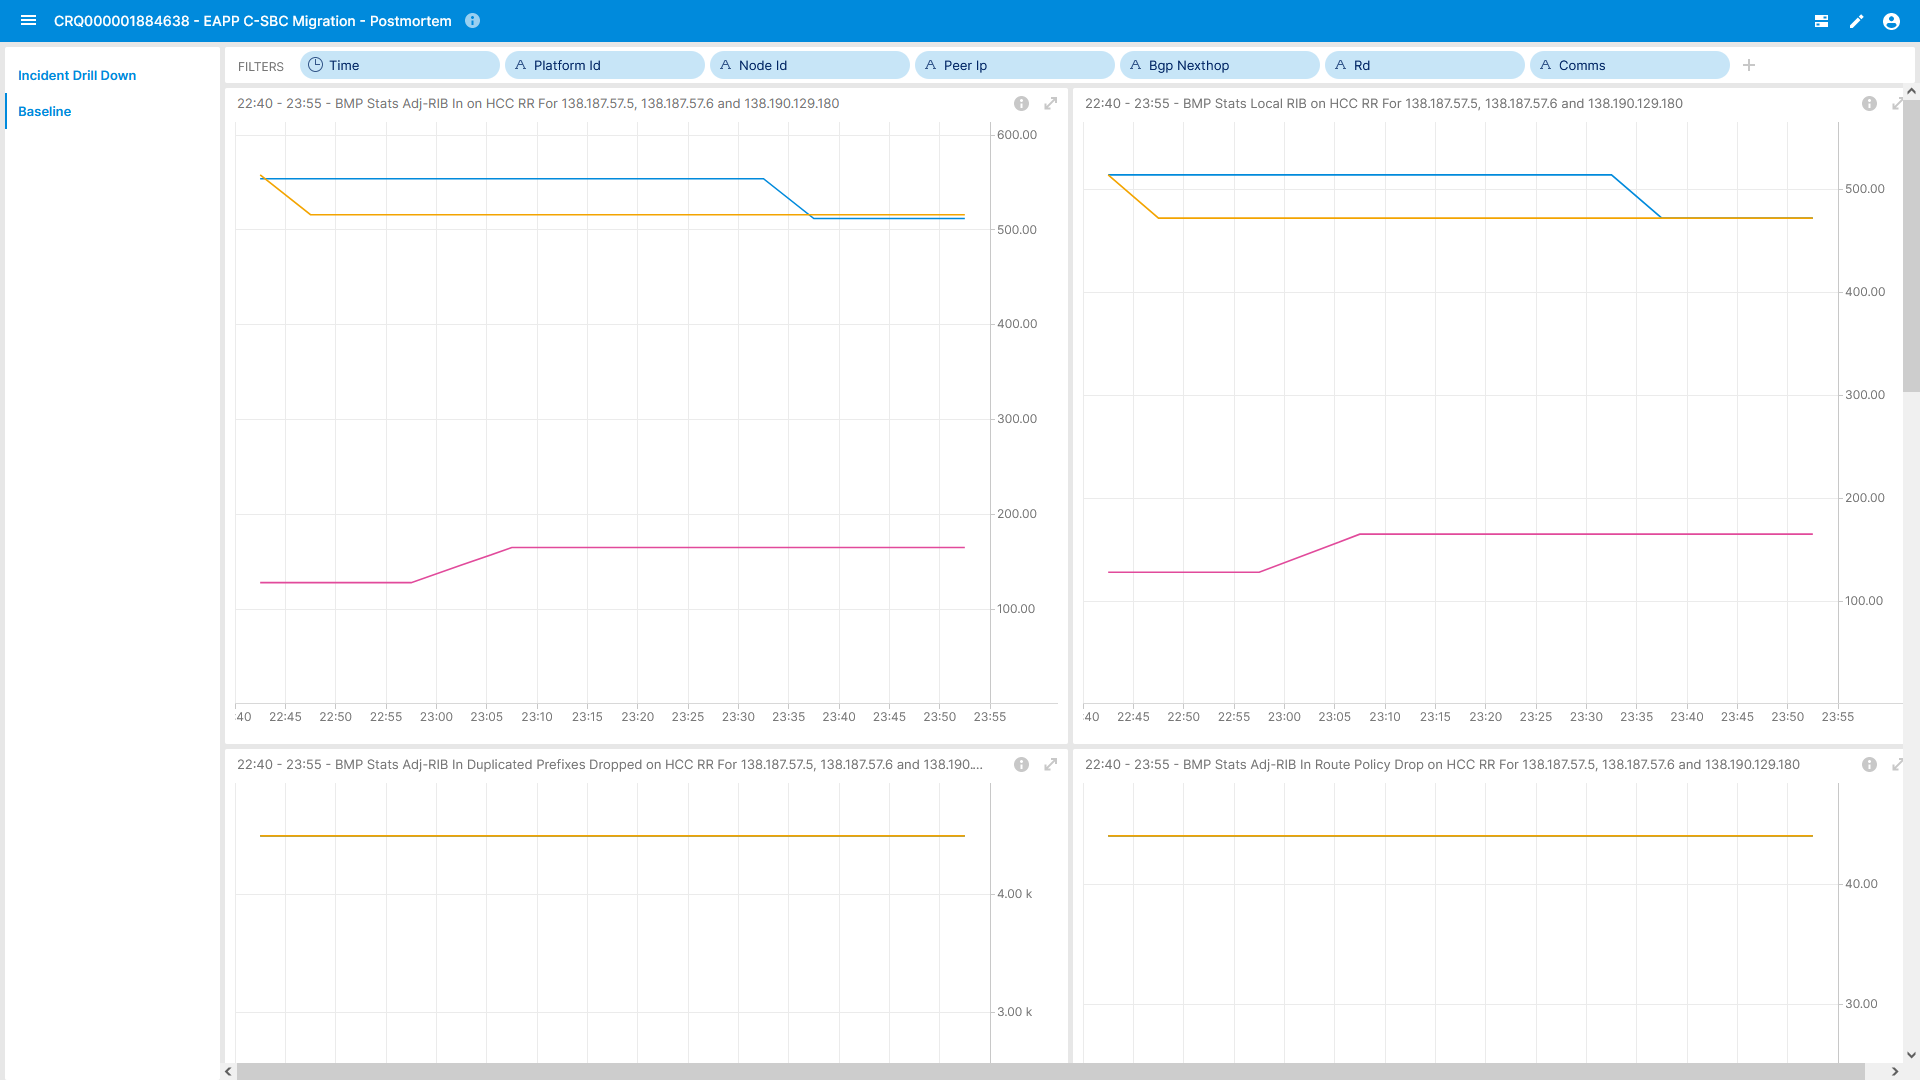 CRQ000001884638 - EAPP C-SBC Migration - Postmortem
Incident Drill Down
Baseline
FILTERS
Time
Platform Id
Node Id
Peer Ip
Bgp Nexthop
Rd
Comms
22:40 - 23:55 - BMP Stats Adj-RIB In on HCC RR For 138.187.57.5, 138.187.57.6 and 138.190.129.180
600.00
500.00
400.00
300.00
200.00
100.00
:40 22:45 22:50 22:55 23:00 23:05 23:10 23:15 23:20 23:25 23:30 23:35 23:40 23:45 23:50 23:55
22:40 - 23:55 - BMP Stats Local RIB on HCC RR For 138.187.57.5, 138.187.57.6 and 138.190.129.180
500.00
400.00
300.00
200.00
100.00
:40 22:45 22:50 22:55 23:00 23:05 23:10 23:15 23:20 23:25 23:30 23:35 23:40 23:45 23:50 23:55
22:40 - 23:55 - BMP Stats Adj-RIB In Duplicated Prefixes Dropped on HCC RR For 138.187.57.5, 138.187.57.6 and 138.190....
4.00 k
3.00 k
22:40 - 23:55 - BMP Stats Adj-RIB In Route Policy Drop on HCC RR For 138.187.57.5, 138.187.57.6 and 138.190.129.180
40.00
30.00